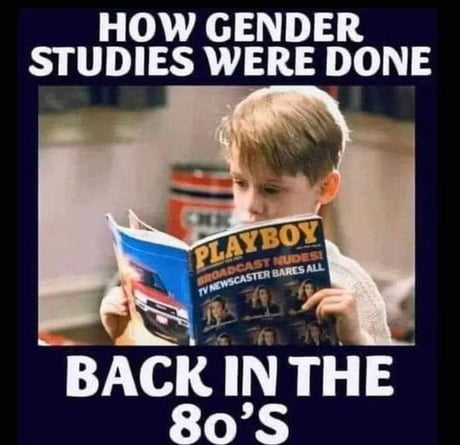 HOW GENDER
STUDIES WERE DONE
PLAYBOY
BROADCAST NUDES!
TV NEWSCASTER BARES ALL
BACK IN THE
80'S